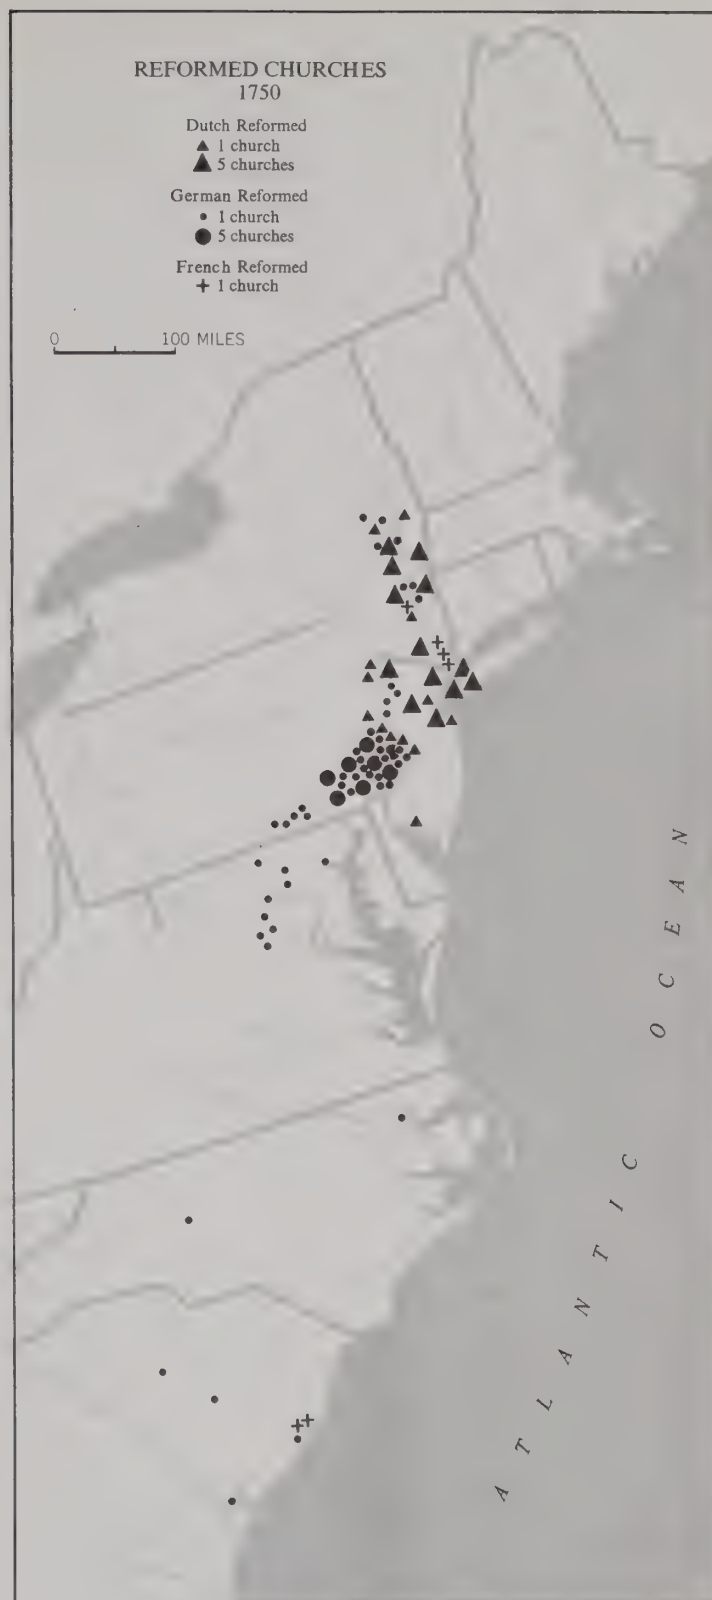 REFORMED CHURCHES
1750
Dutch Reformed
1 church
5 churches
German Reformed
1 church
5 churches
French Reformed
1 church
0 100 MILES
ATLANTIC OCEAN